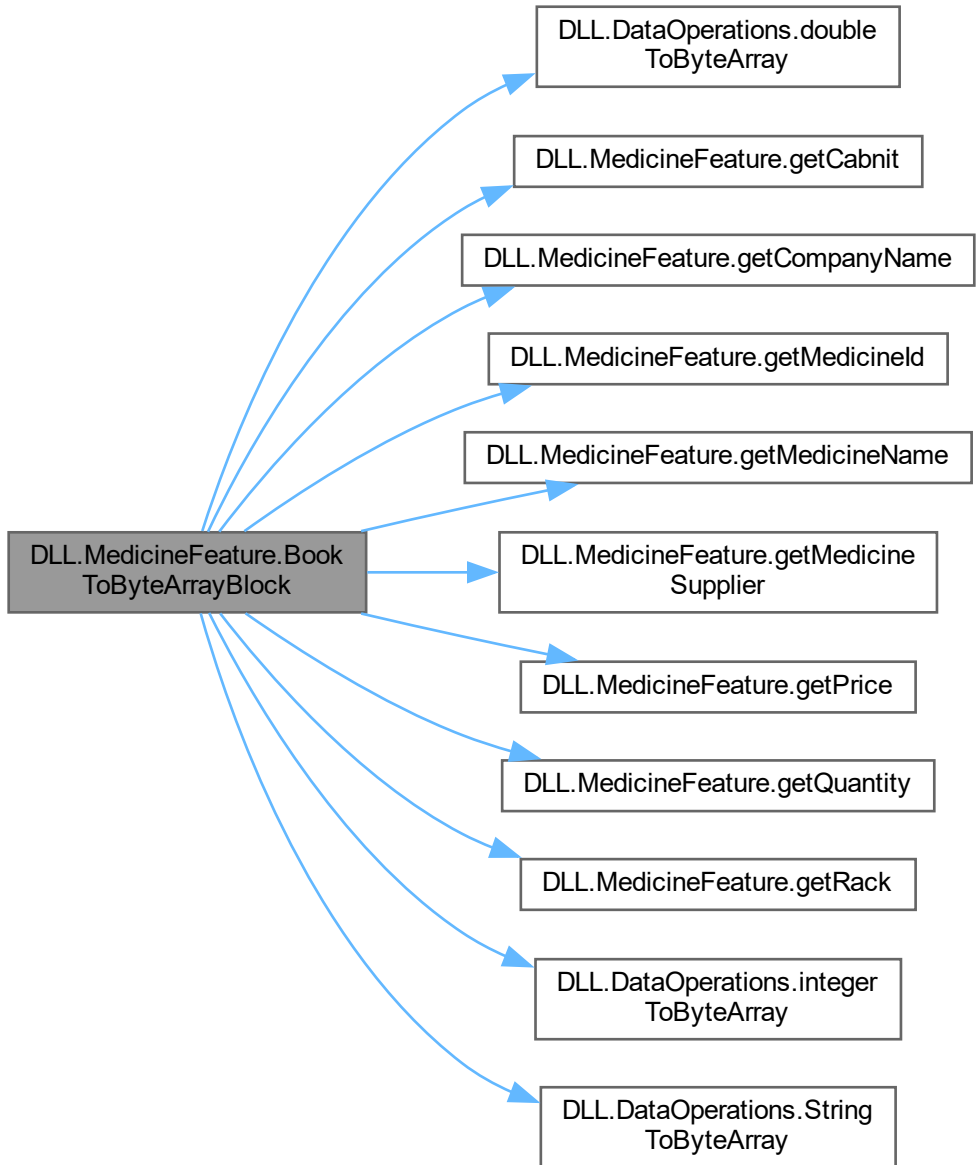 DLL.DataOperations.double
ToByteArray
DLL.MedicineFeature.getCabnit
DLL.MedicineFeature.getCompanyName
DLL.MedicineFeature.getMedicineId
DLL.MedicineFeature.getMedicineName
DLL.MedicineFeature.Book
ToByteArrayBlock
DLL.MedicineFeature.getMedicine
Supplier
DLL.MedicineFeature.getPrice
DLL.MedicineFeature.getQuantity
DLL.MedicineFeature.getRack
DLL.DataOperations.integer
ToByteArray
DLL.DataOperations.String
ToByteArray